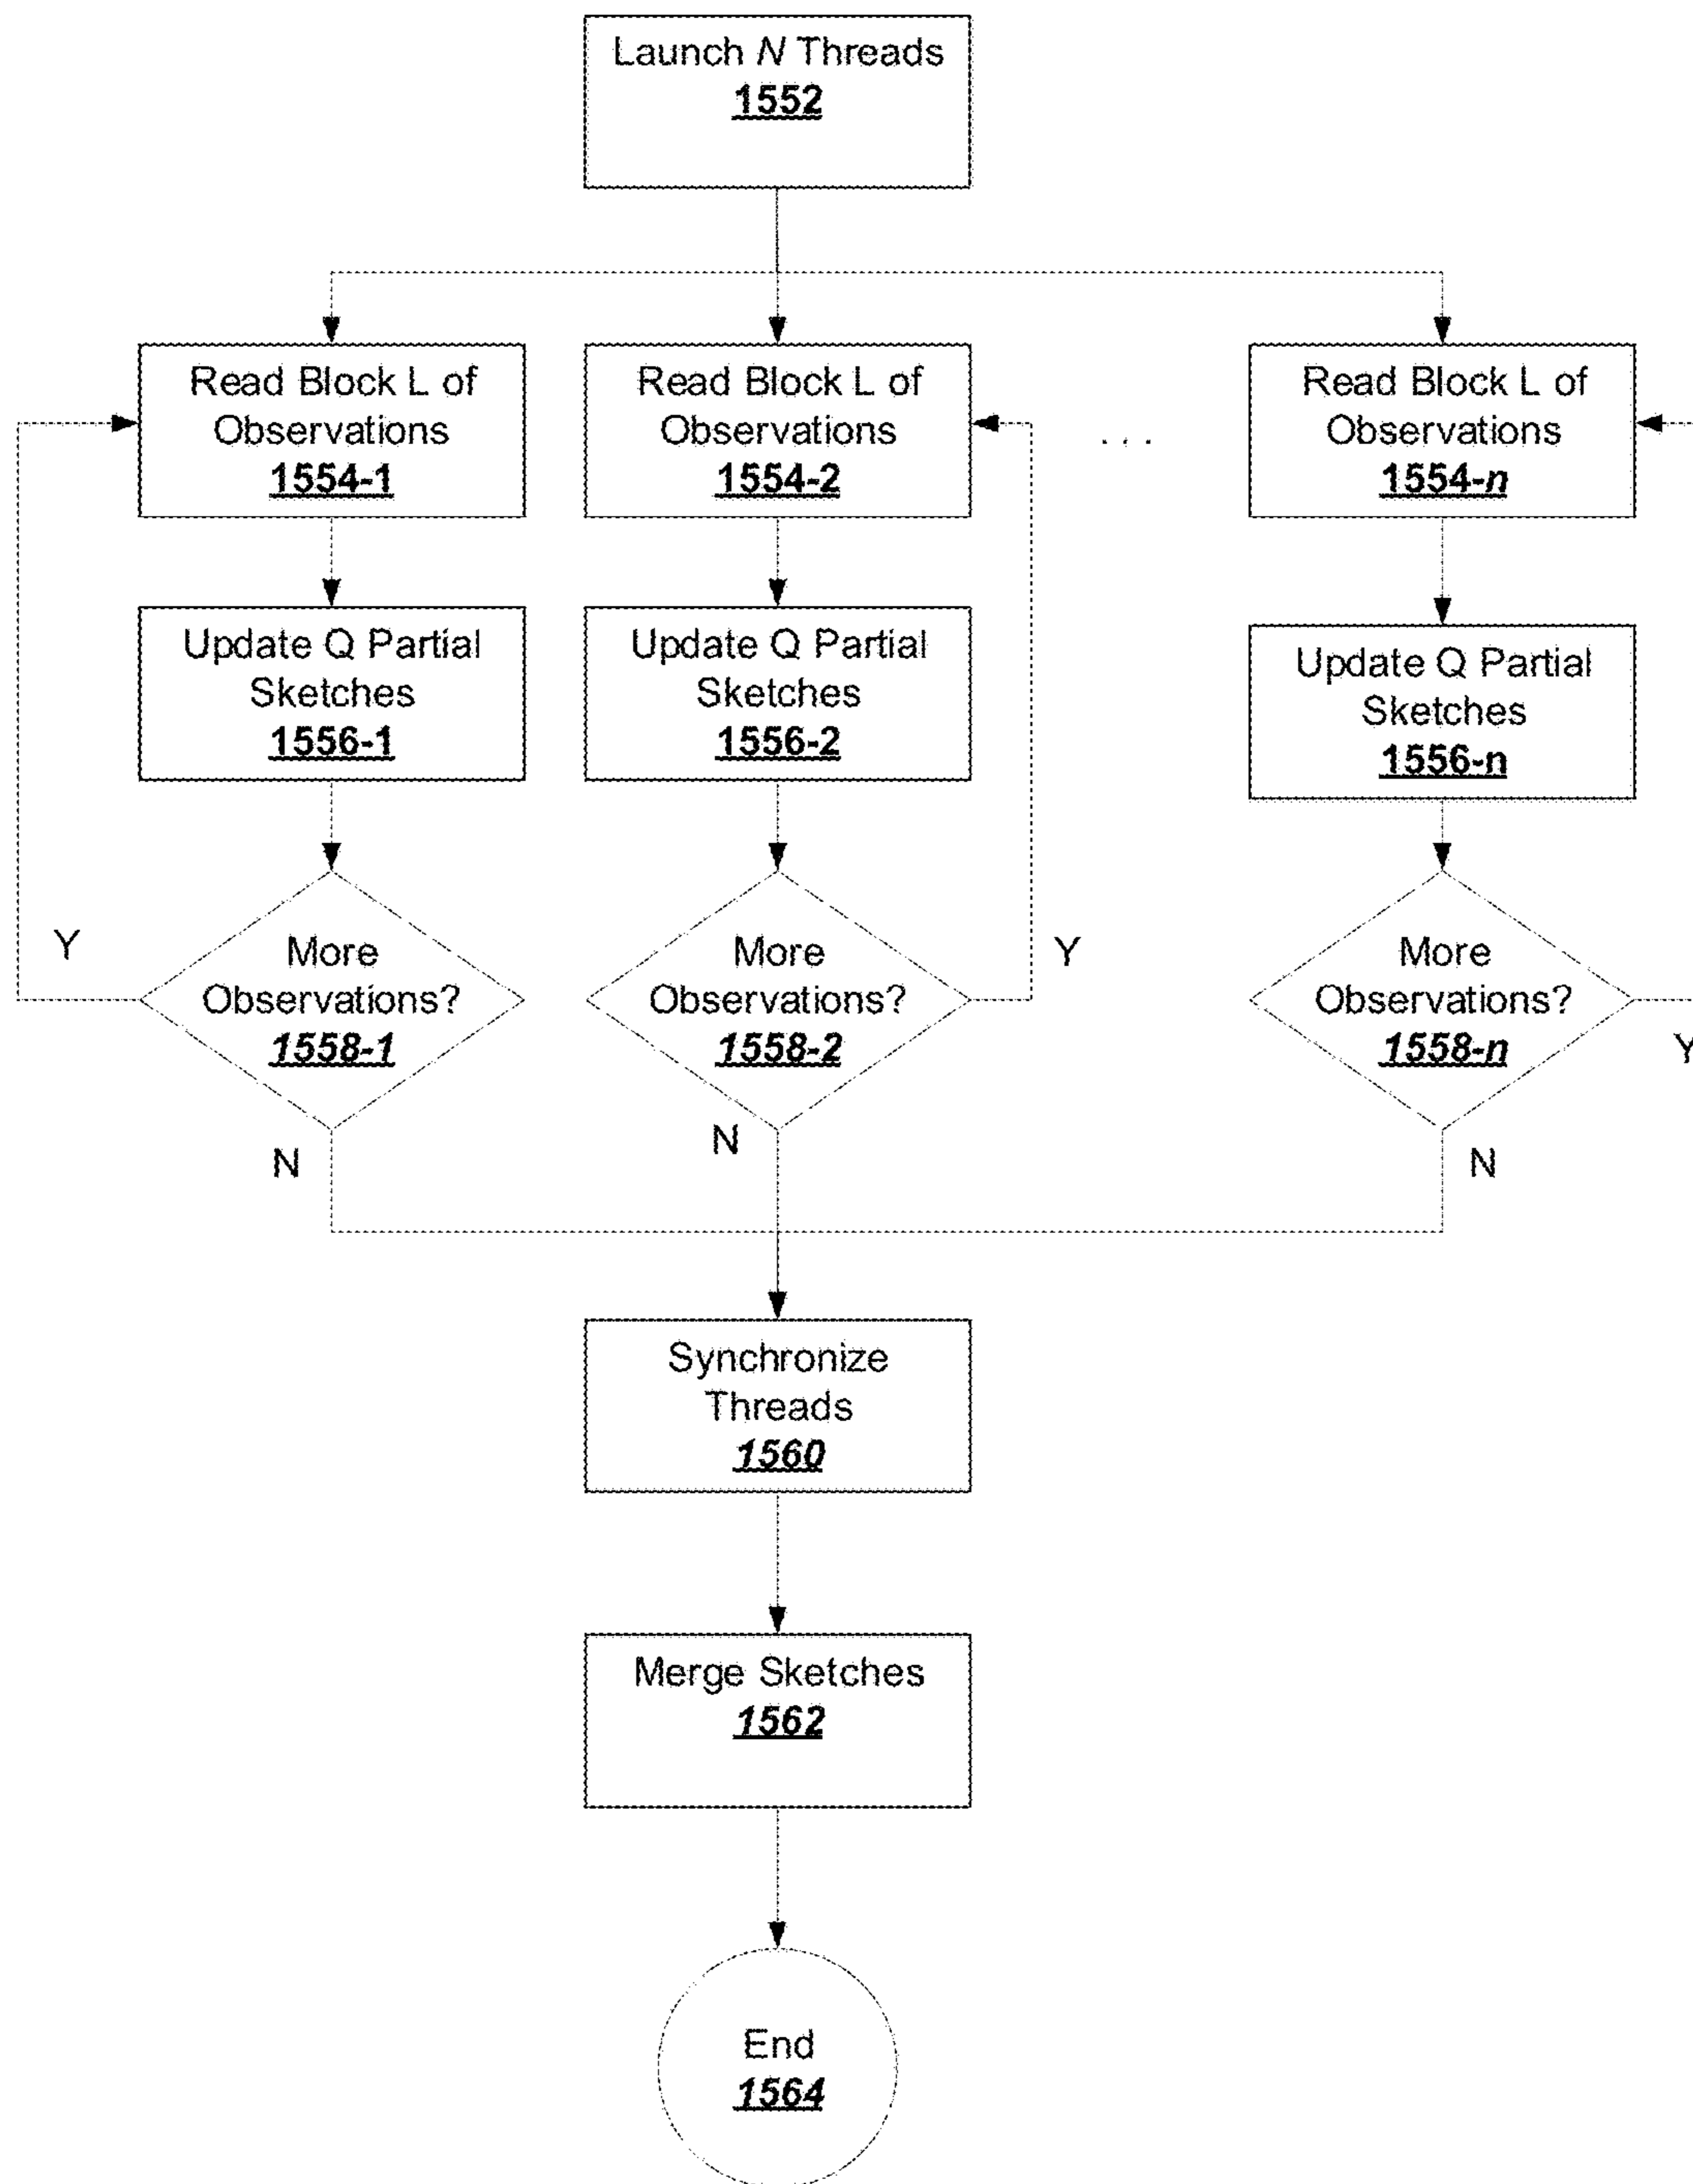 Launch N Threads
1552
Read Block L of
Observations
1554-1
Read Block L of
Observations
1554-2
. . .
Read Block L of
Observations
1554-n
Update Q Partial
Sketches
1556-1
Update Q Partial
Sketches
1556-2
Update Q Partial
Sketches
1556-n
Y
More
Observations?
1558-1
N
More
Observations?
1558-2
Y
N
More
Observations?
1558-n
Y
N
Synchronize
Threads
1560
Merge Sketches
1562
End
1564